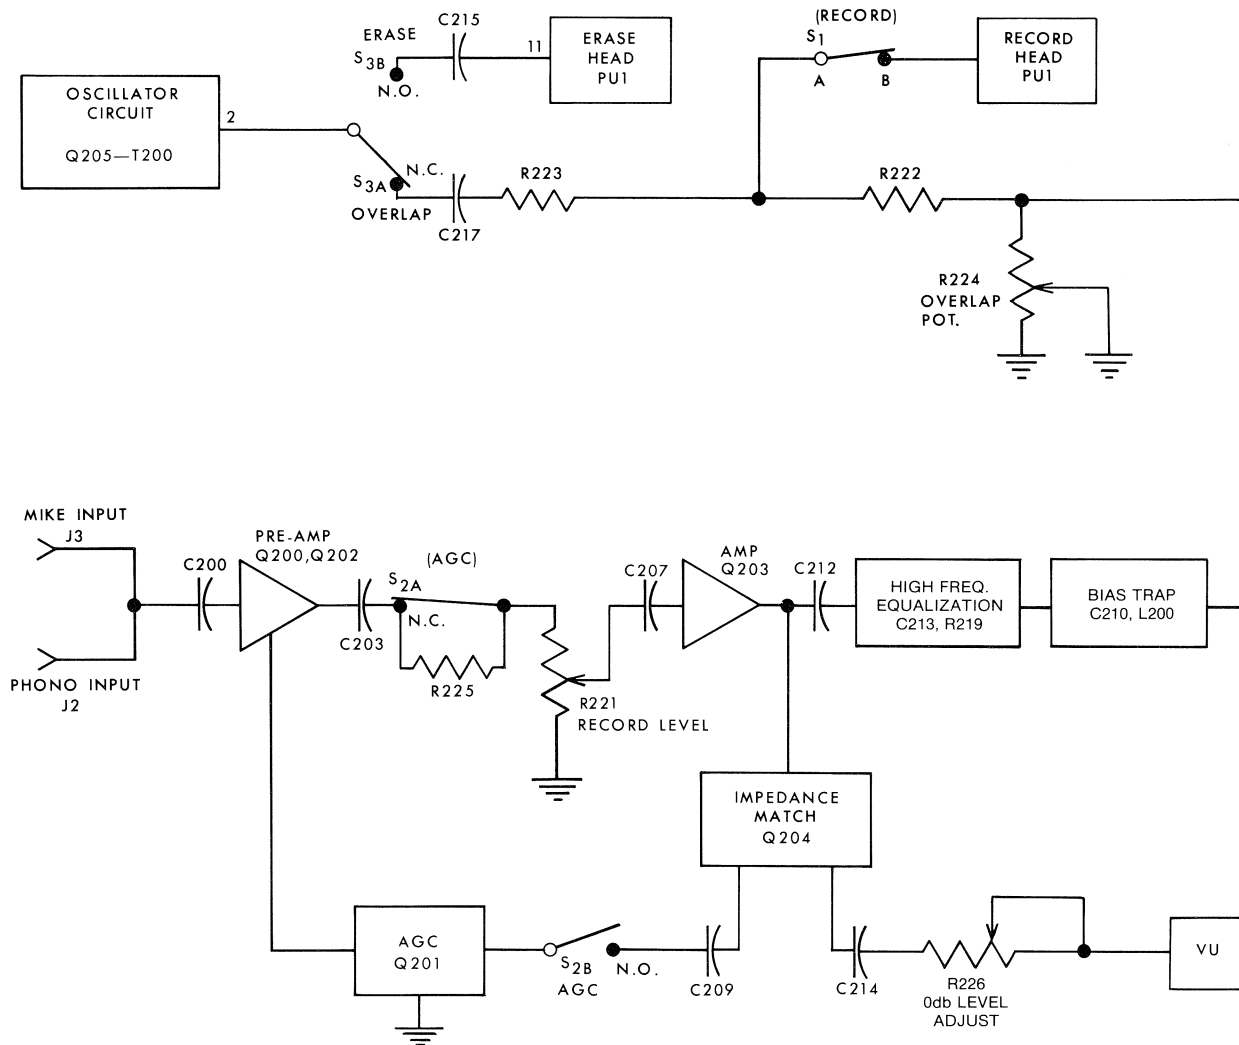 ERASE
C215
S3B
N.O.
11
ERASE
HEAD
PU1
(RECORD)
S1
A
B
RECORD
HEAD
PU1
OSCILLATOR
CIRCUIT
Q205—T200
2
N.C.
S3A
OVERLAP
C217
R223
R222
R224
OVERLAP
POT.
MIKE INPUT
J3
PHONO INPUT
J2
C200
PRE-AMP
Q200,Q202
C203
(AGC)
S2A
N.C.
R225
R221
RECORD LEVEL
C207
AMP
Q203
C212
HIGH FREQ.
EQUALIZATION
C213, R219
BIAS TRAP
C210, L200
IMPEDANCE
MATCH
Q204
AGC
Q201
S2B
AGC
N.O.
C209
C214
R226
0db LEVEL
ADJUST
VU